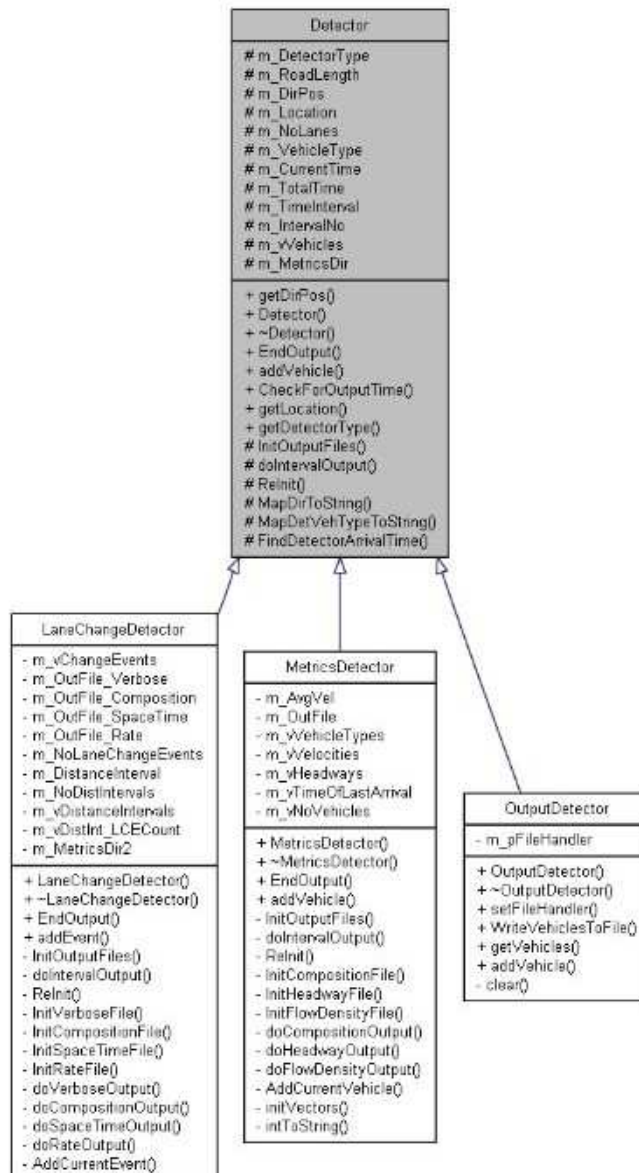 Detector
# m_DetectorType
# m_RoadLength
# m_DirPos
# m_Location
# m_NoLanes
# m_VehicleType
# m_CurrentTime
# m_TotalTime
# m_TimeInterval
# m_IntervalNo
# m_vVehicles
# m_MetricsDir
+ getDirPos()
+ Detector()
+ ~Detector()
+ EndOutput()
+ addVehicle()
+ CheckForOutputTime()
+ getLocation()
+ getDetectorType()
# InitOutputFiles()
# doIntervalOutput()
# ReInit()
# MapDirToString()
# MapDetVehTypeToString()
# FindDetectorArrivalTime()
LaneChangeDetector
- m_vChangeEvents
- m_OutFile_Verbose
- m_OutFile_Composition
- m_OutFile_SpaceTime
- m_OutFile_Rate
- m_NoLaneChangeEvents
- m_DistanceInterval
- m_NoDistIntervals
- m_vDistanceIntervals
- m_vDistInt_LCECount
- m_MetricsDir2
+ LaneChangeDetector()
+ ~LaneChangeDetector()
+ EndOutput()
+ addEvent()
- InitOutputFiles()
- doIntervalOutput()
- ReInit()
- InitVerboseFile()
- InitCompositionFile()
- InitSpaceTimeFile()
- InitRateFile()
- doVerboseOutput()
- doCompositionOutput()
- doSpaceTimeOutput()
- doRateOutput()
- AddCurrentEvent()
MetricsDetector
- m_AvgVel
- m_OutFile
- m_vVehicleTypes
- m_vVelocities
- m_vHeadways
- m_vTimeOfLastArrival
- m_vNoVehicles
+ MetricsDetector()
+ ~MetricsDetector()
+ EndOutput()
+ addVehicle()
- InitOutputFiles()
- doIntervalOutput()
- ReInit()
- InitCompositionFile()
- InitHeadwayFile()
- InitFlowDensityFile()
- doCompositionOutput()
- doHeadwayOutput()
- doFlowDensityOutput()
- AddCurrentVehicle()
- initVectors()
- intToString()
OutputDetector
- m_pFileHandler
+ OutputDetector()
+ ~OutputDetector()
+ setFileHandler()
+ WriteVehiclesToFile()
+ getVehicles()
+ addVehicle()
- clear()